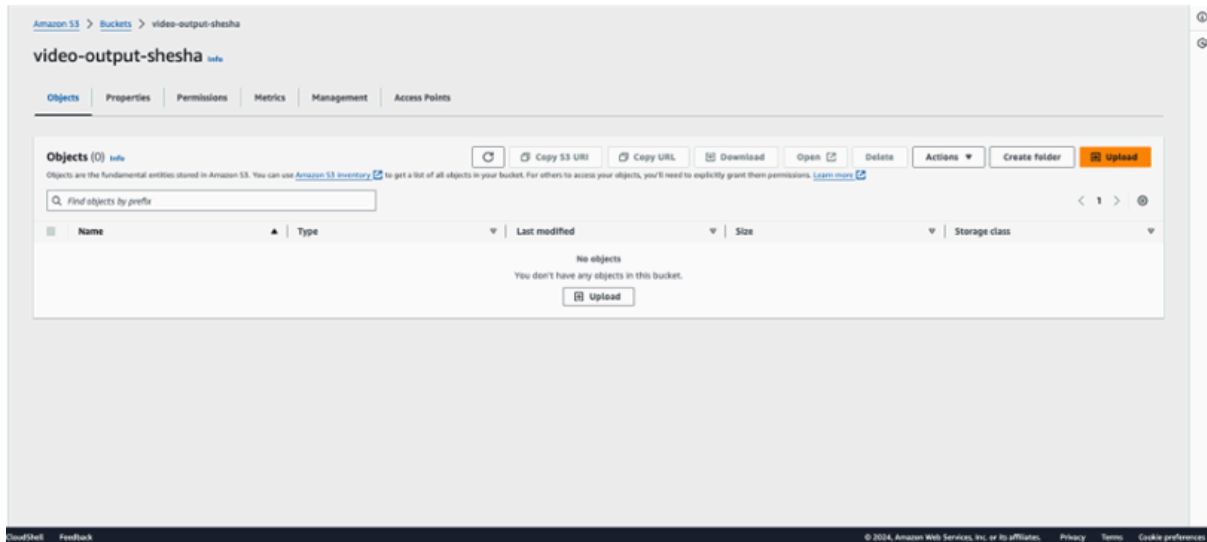 Amazon S3 > Buckets > video-output-shesha
video-output-shesha Info
Objects Properties Permissions Metrics Management Access Points
Objects (0) Info Copy S3 URI Copy URL Download Open Delete Actions Create folder Upload
Objects are the fundamental entities stored in Amazon S3. You can use Amazon S3 inventory to get a list of all objects in your bucket. For others to access your objects, you'll need to explicitly grant them permissions. Learn more
Find objects by prefix < 1 >
Name Type Last modified Size Storage class
No objects
You don't have any objects in this bucket.
Upload
CloudShell Feedback © 2024, Amazon Web Services, Inc. or its affiliates. Privacy Terms Cookie preferences